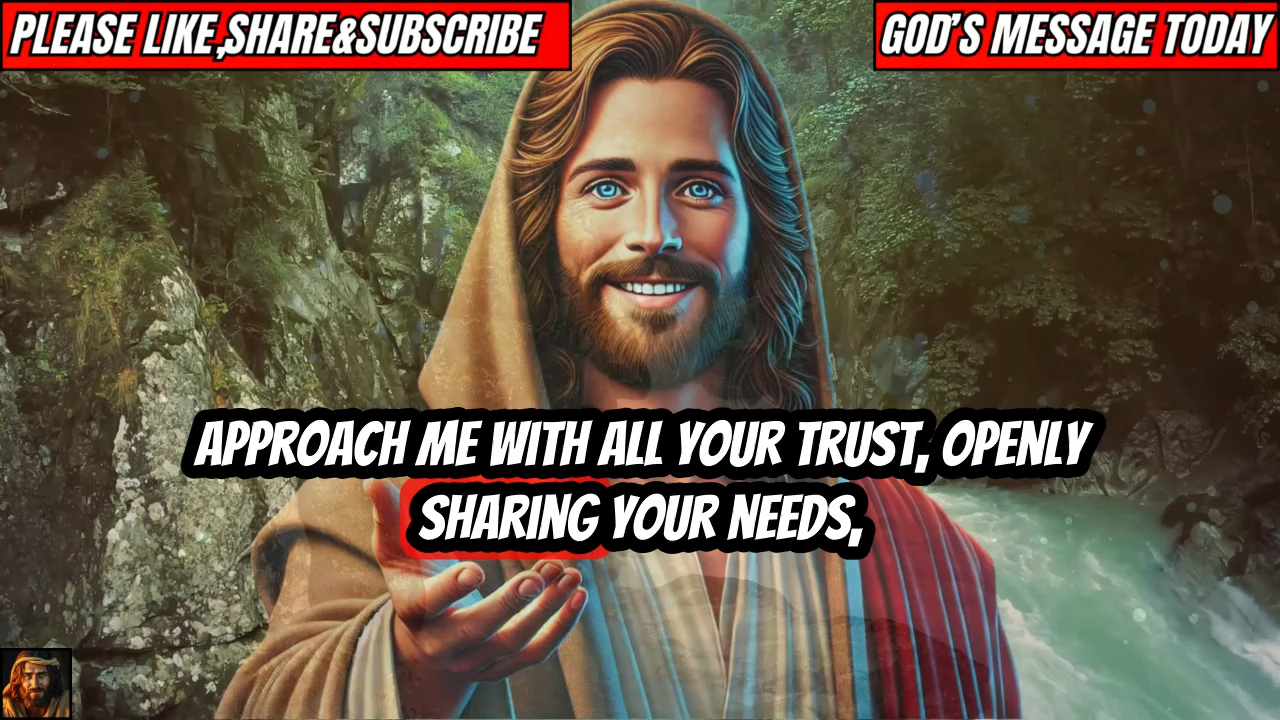 PLEASE LIKE,SHARE&SUBSCRIBE
GOD'S MESSAGE TODAY
APPROACH ME WITH ALL YOUR TRUST, OPENLY
SHARING YOUR NEEDS,